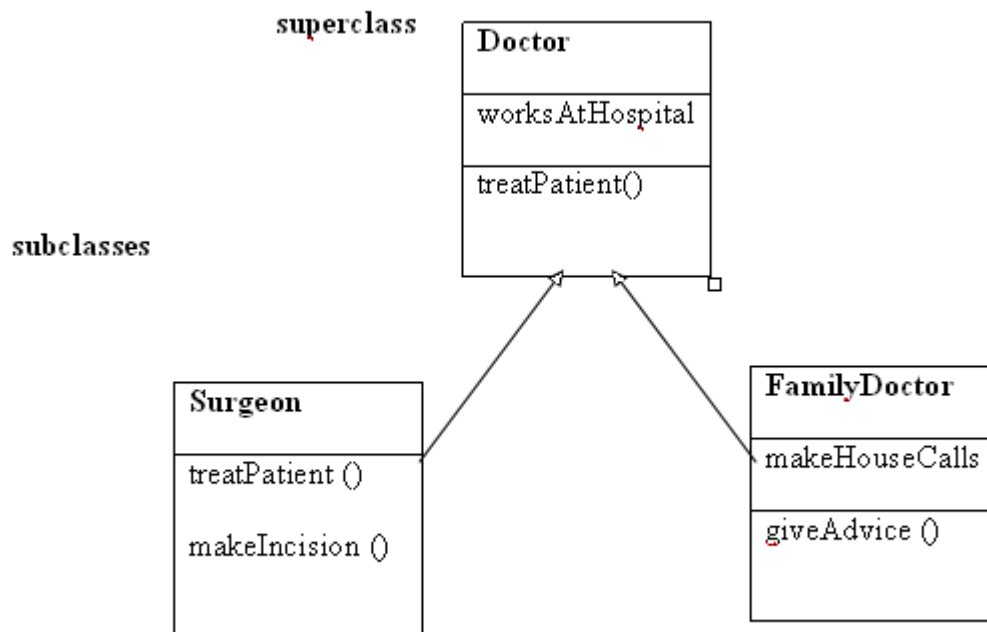 superclass
Doctor
worksAtHospital
treatPatient()
subclasses
Surgeon
treatPatient ()
makeIncision ()
FamilyDoctor
makeHouseCalls
giveAdvice ()